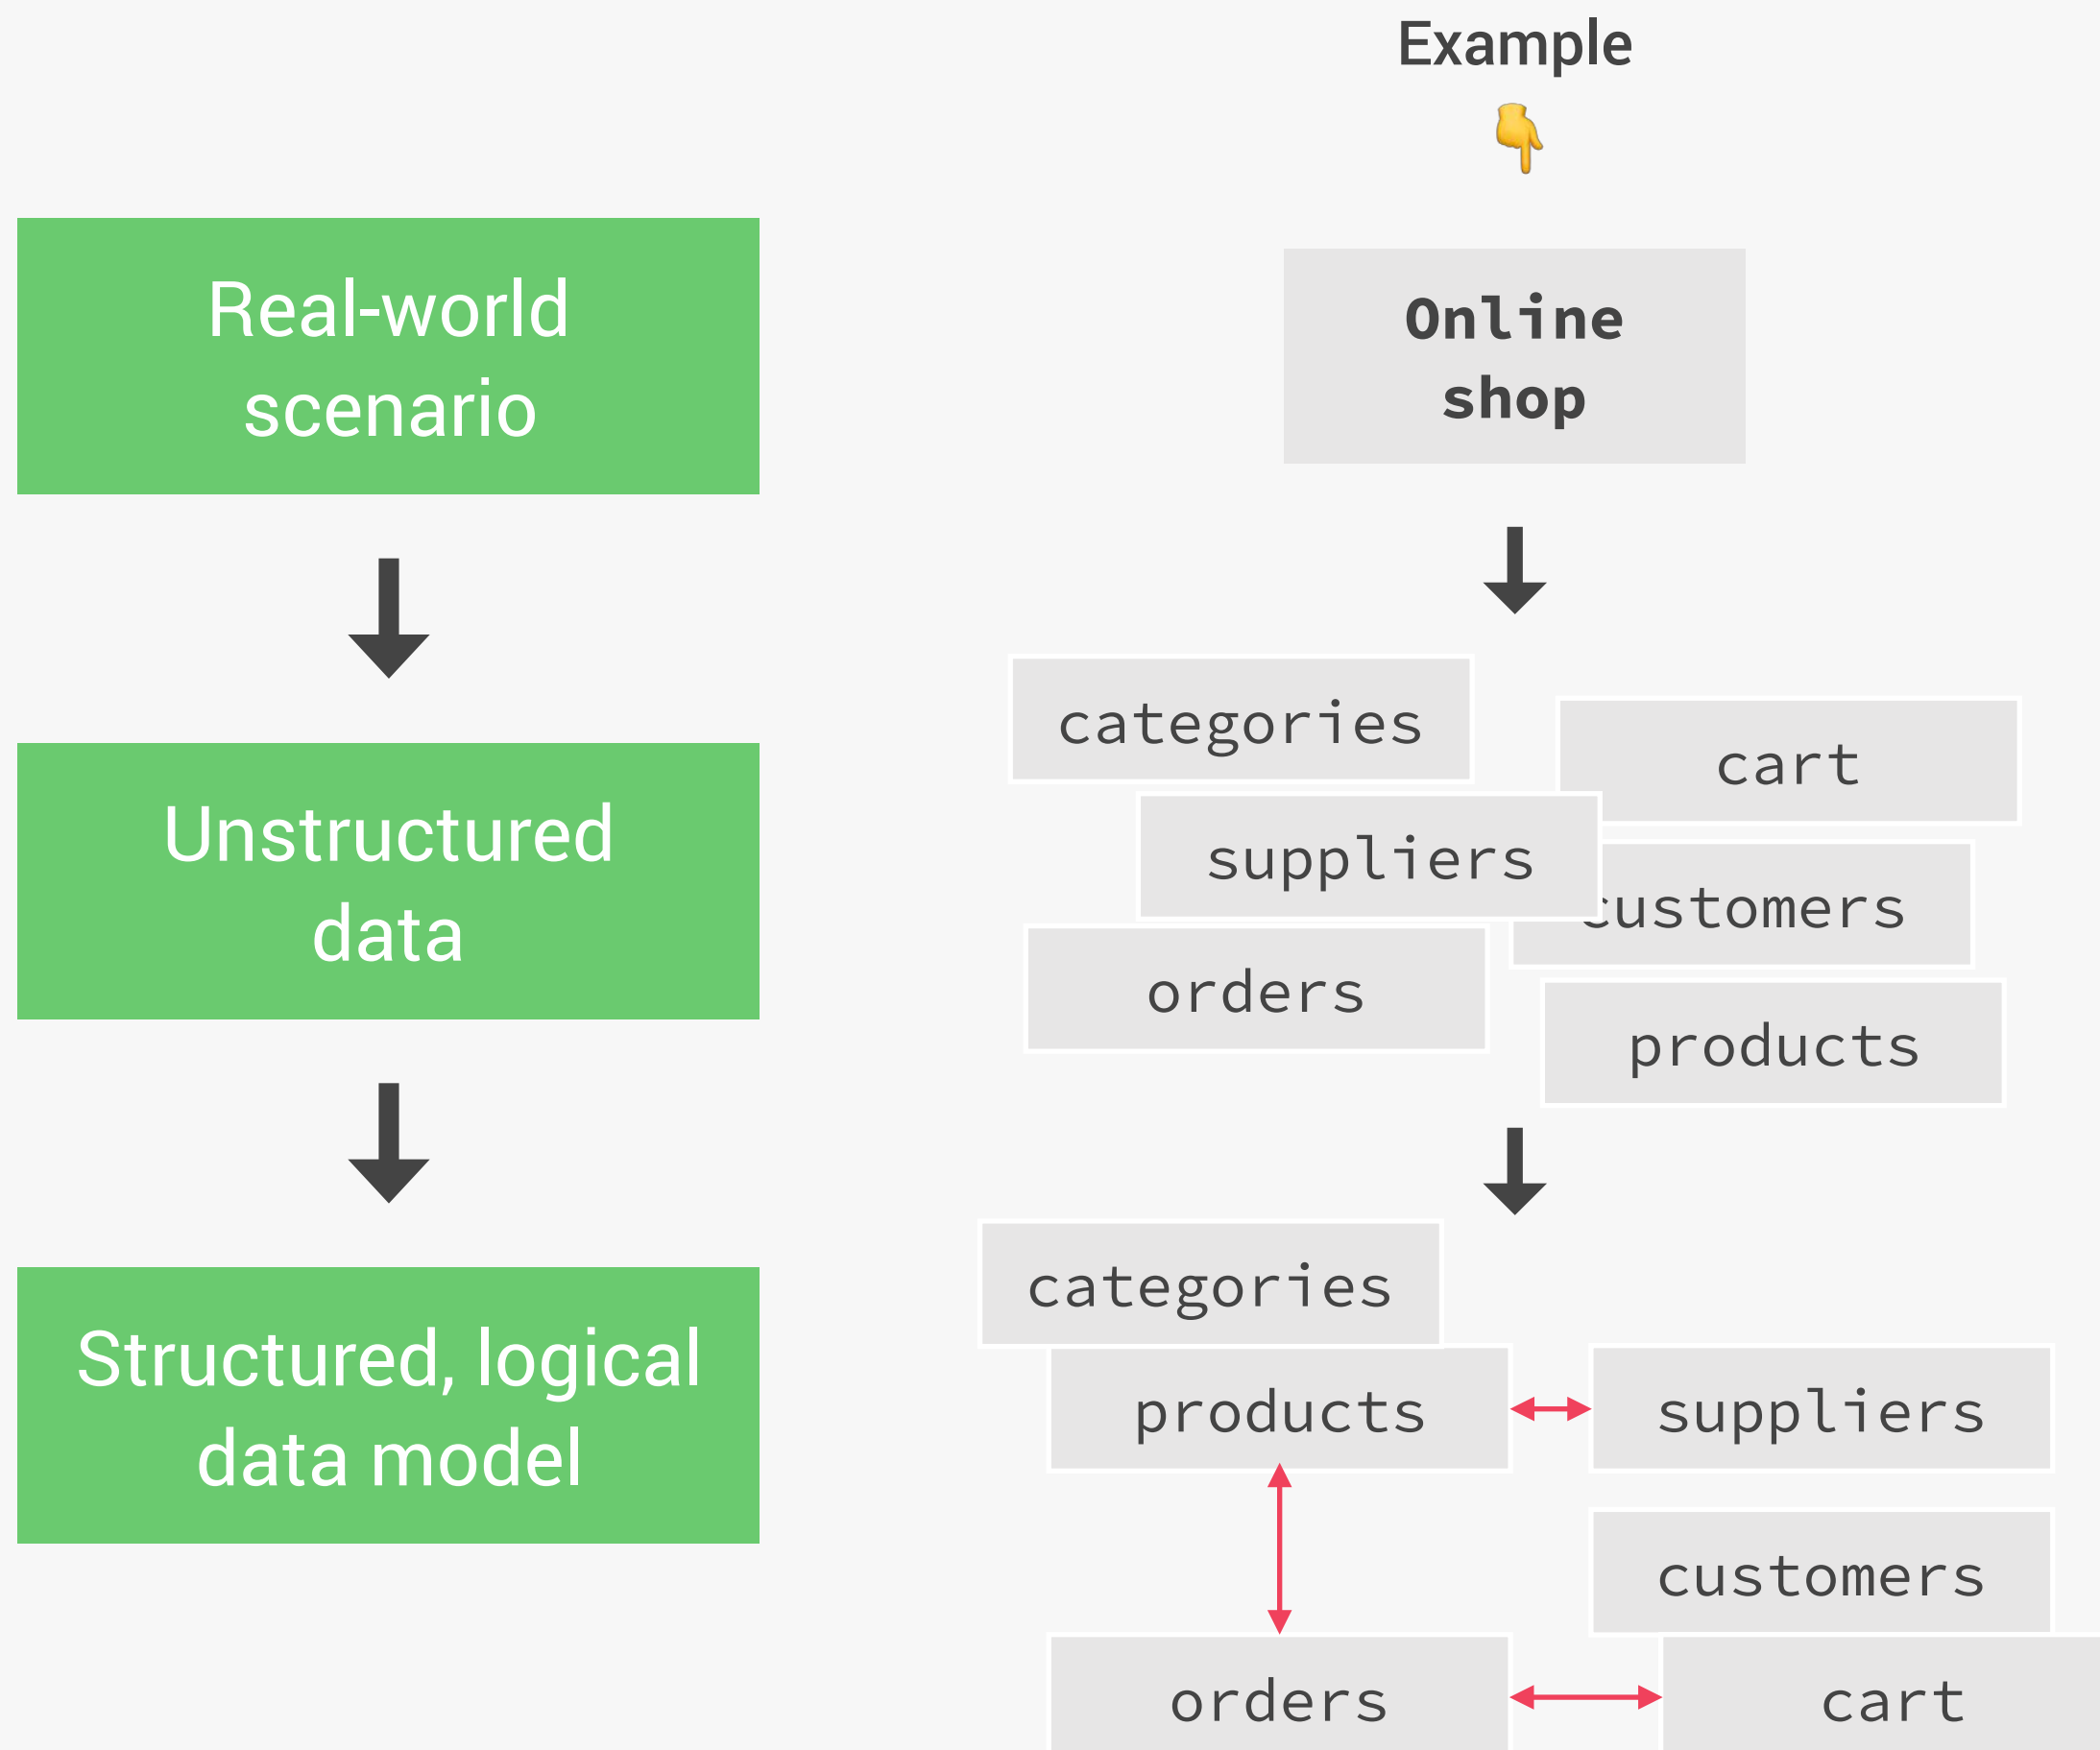 Example
Real-world
scenario
Online
shop
Unstructured
data
categories
cart
suppliers
customers
orders
products
Structured, logical
data model
categories
products
suppliers
customers
orders
cart